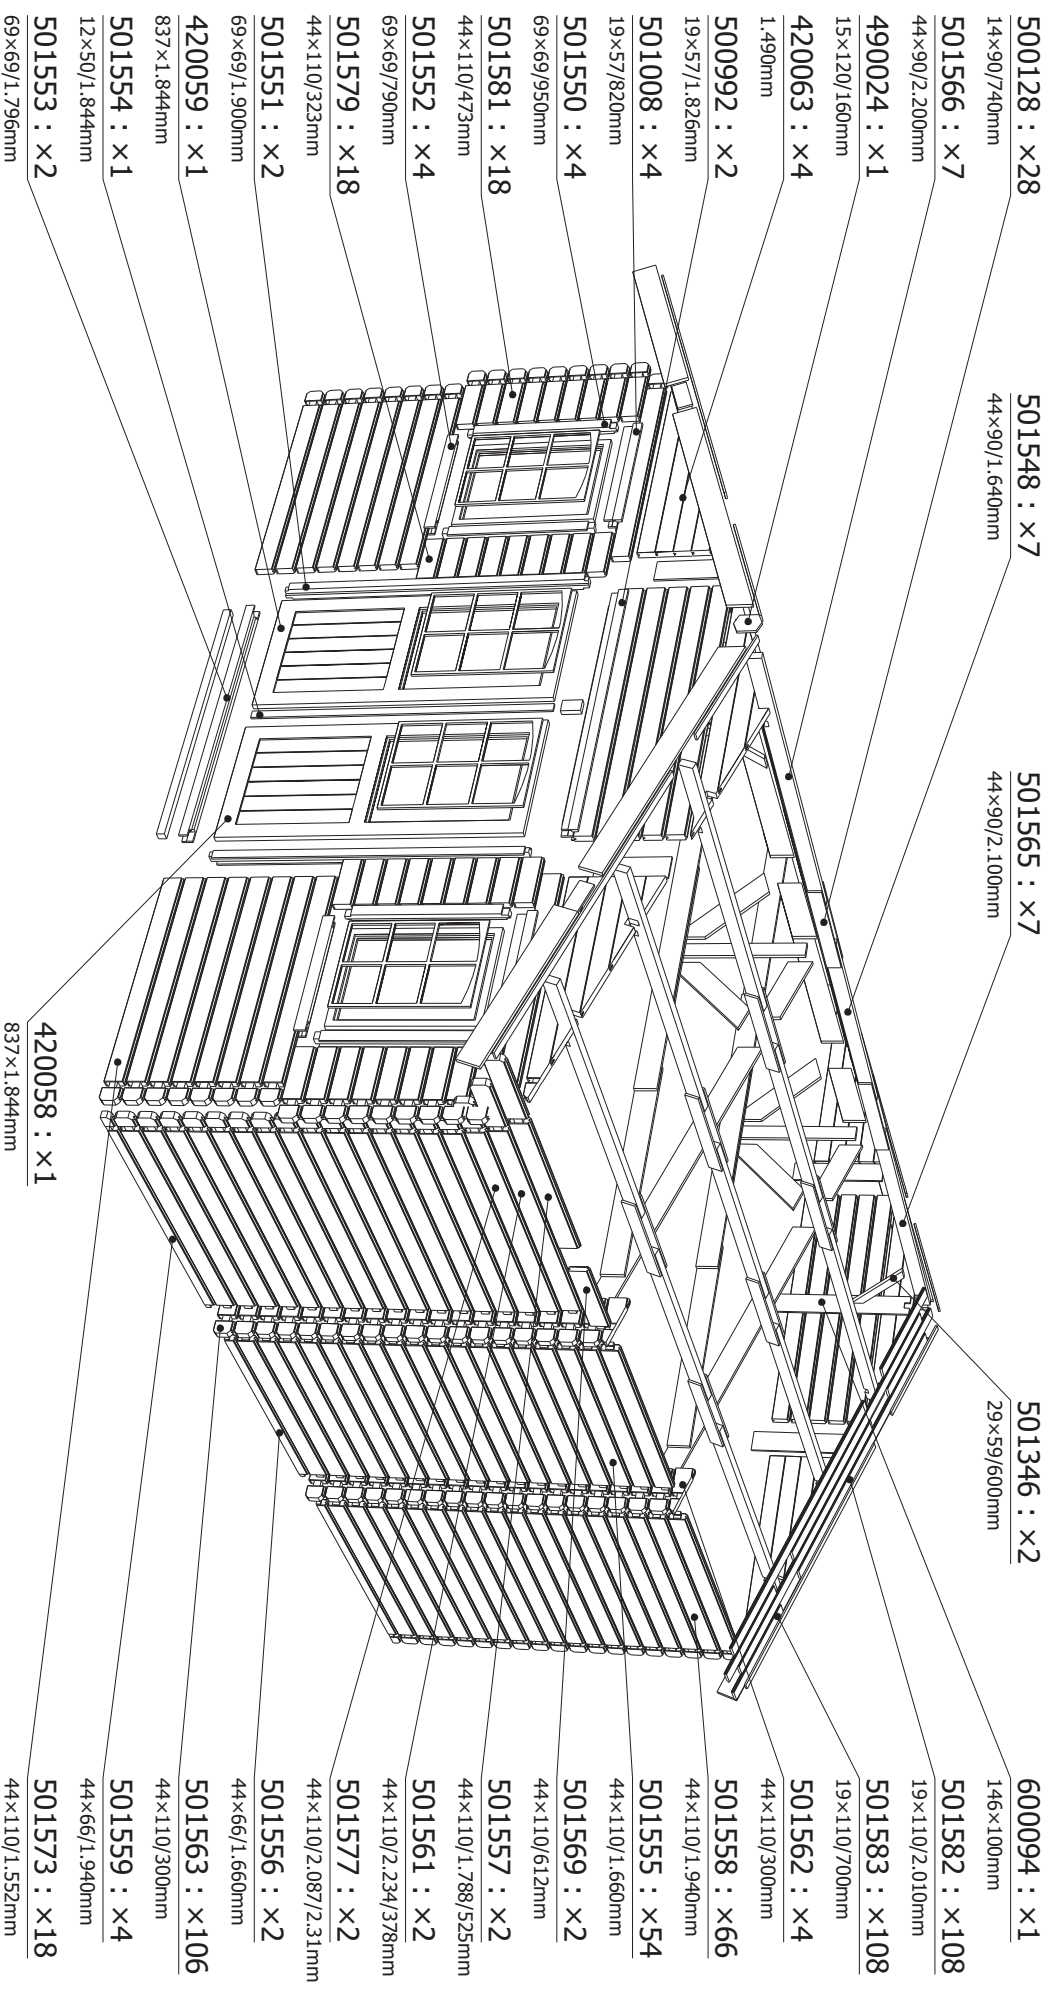 500128 : ×28
14×90/740mm
501566 : ×7
44×90/2.200mm
490024 : ×1
15×120/160mm
420063 : ×4
1.490mm
500992 : ×2
19×57/1.826mm
501008 : ×4
19×57/820mm
501550 : ×4
69×69/950mm
501581 : ×18
44×110/473mm
501552 : ×4
69×69/790mm
501579 : ×18
44×110/323mm
501551 : ×2
69×69/1.900mm
420059 : ×1
837×1.844mm
501554 : ×1
12×50/1.844mm
501553 : ×2
69×69/1.796mm
501548 : ×7
44×90/1.640mm
501565 : ×7
44×90/2.100mm
420058 : ×1
837×1.844mm
501346 : ×2
29×59/600mm
600094 : ×1
146×100mm
501582 : ×108
19×110/2.010mm
501583 : ×108
19×110/700mm
501562 : ×4
44×110/300mm
501558 : ×66
44×110/1.940mm
501555 : ×54
44×110/1.660mm
501569 : ×2
44×110/612mm
501557 : ×2
44×110/1.788/525mm
501561 : ×2
44×110/2.234/378mm
501577 : ×2
44×110/2.087/2.31mm
501556 : ×2
44×66/1.660mm
501563 : ×106
44×110/300mm
501559 : ×4
44×66/1.940mm
501573 : ×18
44×110/1.552mm